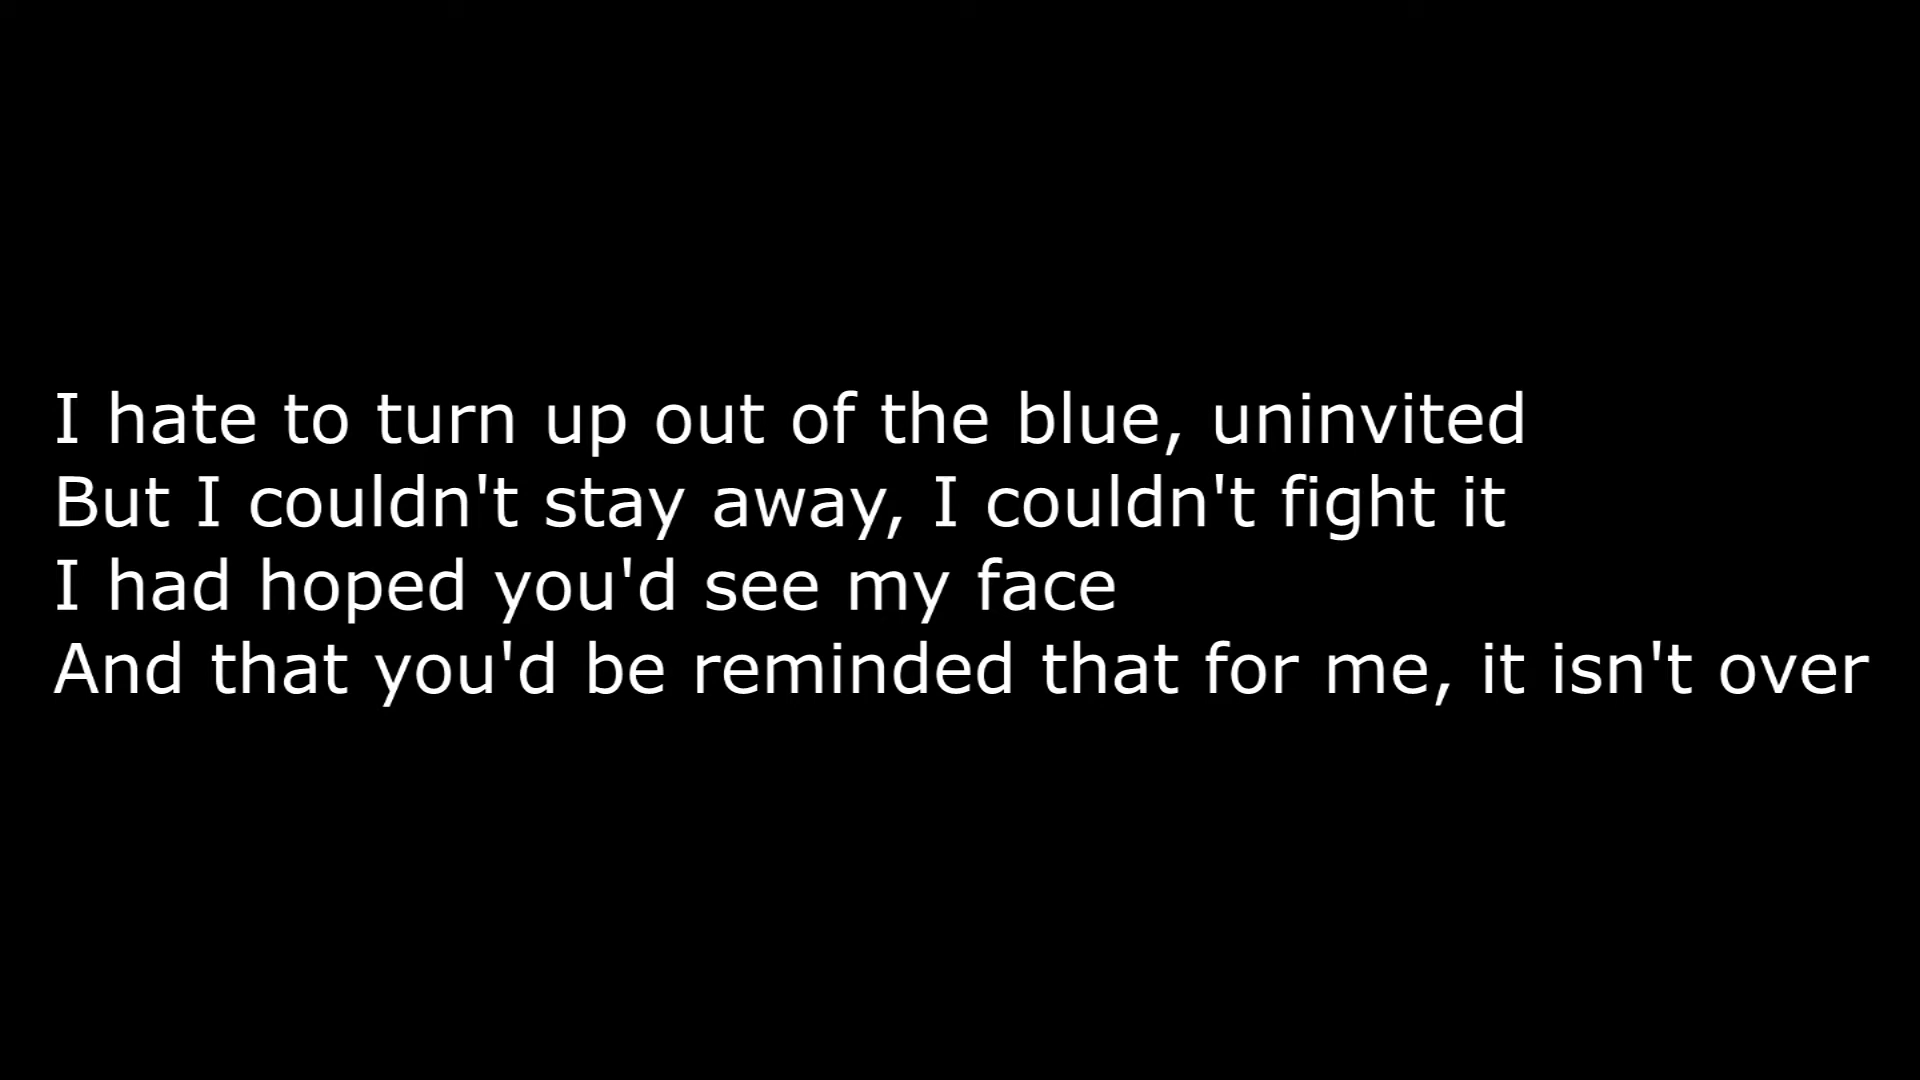 I hate to turn up out of the blue, uninvited
But I couldn't stay away, I couldn't fight it
I had hoped you'd see my face
And that you'd be reminded that for me, it isn't over